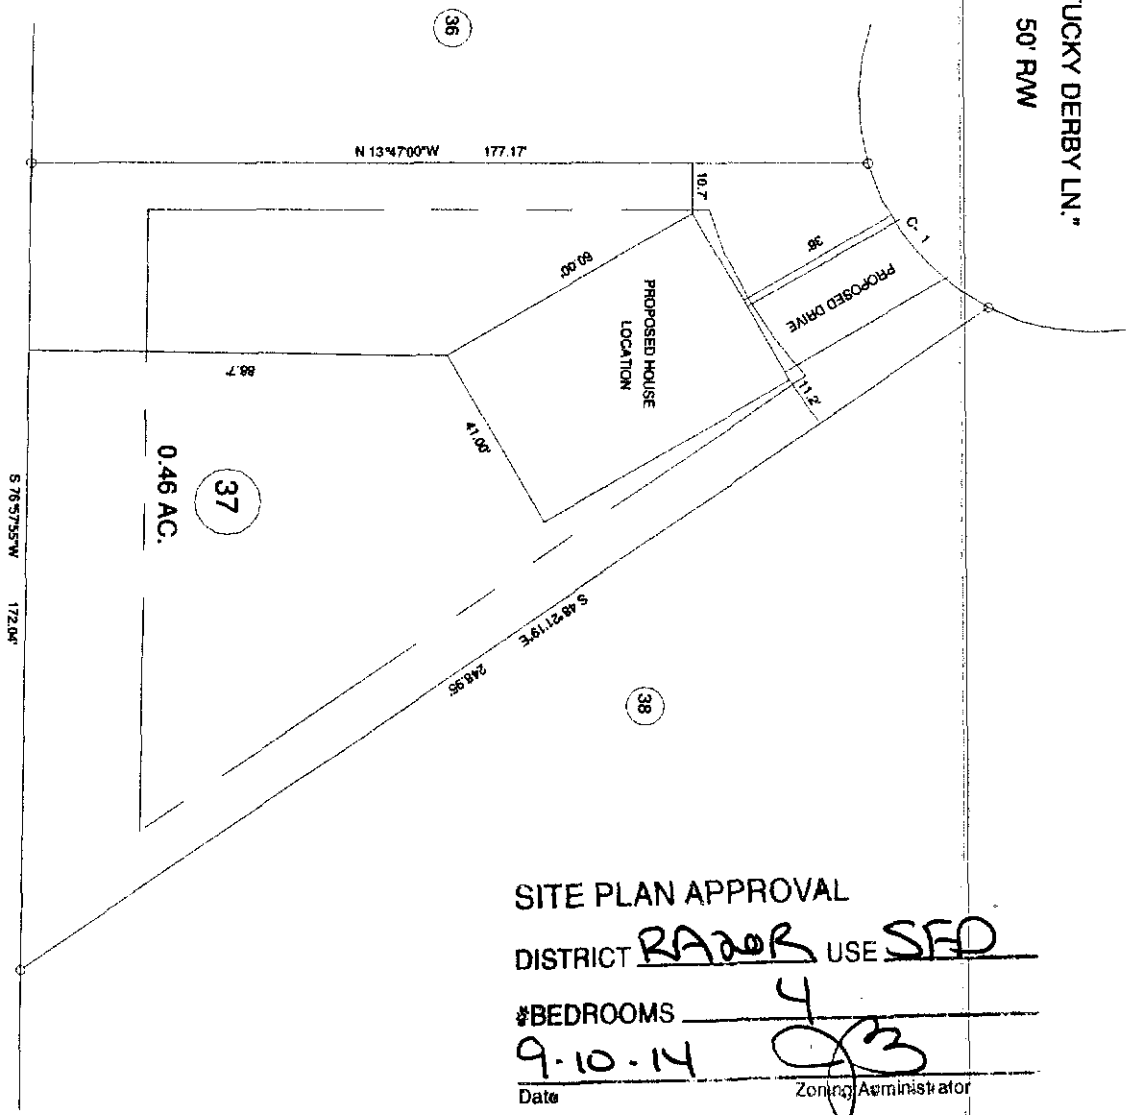 TUCKY DERBY LN."
50' R/W
36
N 13°47'00"W 177.17'
10.7'
C- 1
38'
PROPOSED DRIVE
60.00'
PROPOSED HOUSE
LOCATION
11.2'
88.7'
41.00'
37
0.46 AC.
S 76°57'55"W 172.04'
S 48°21'19"E
248.95'
38
SITE PLAN APPROVAL
DISTRICT RA20R USE SFD
#BEDROOMS 4
9-10-14
Date Zoning Administrator